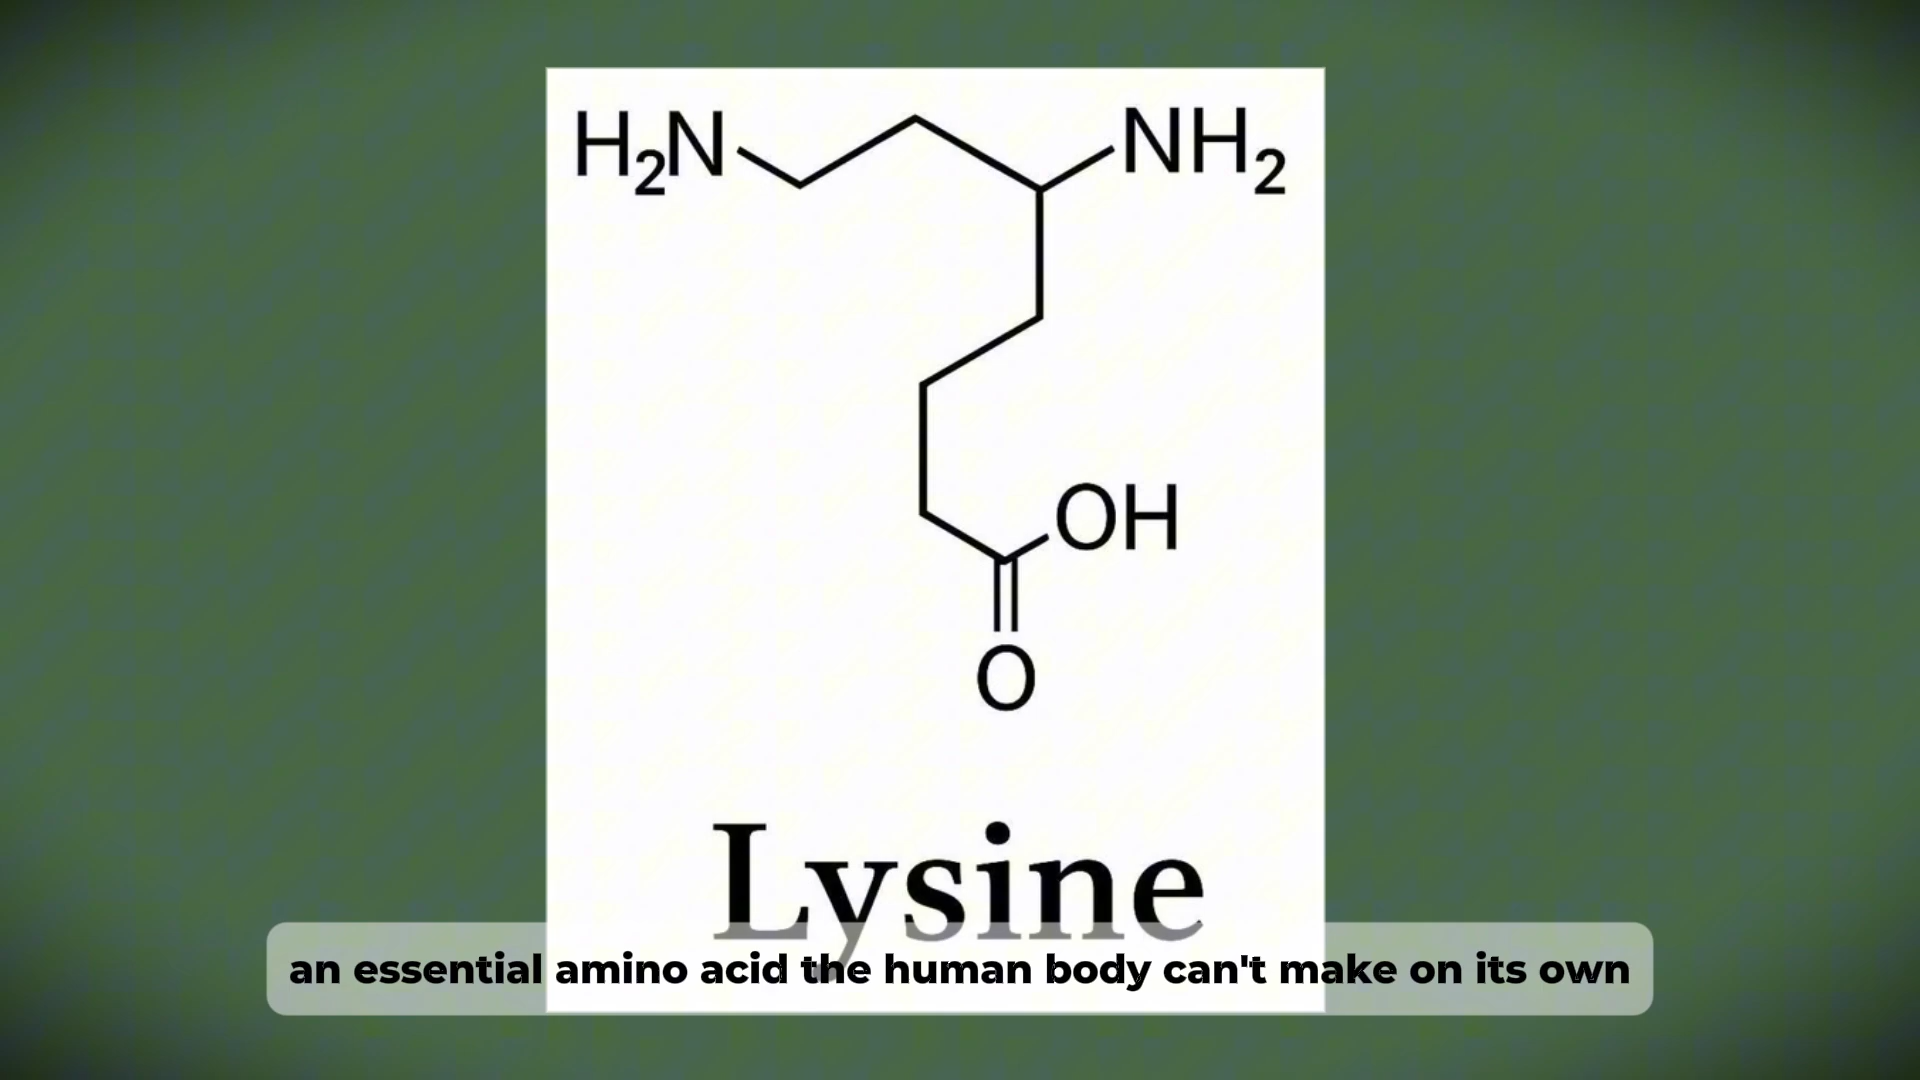 H₂N NH₂
OH
O
Lysine
an essential amino acid the human body can't make on its own